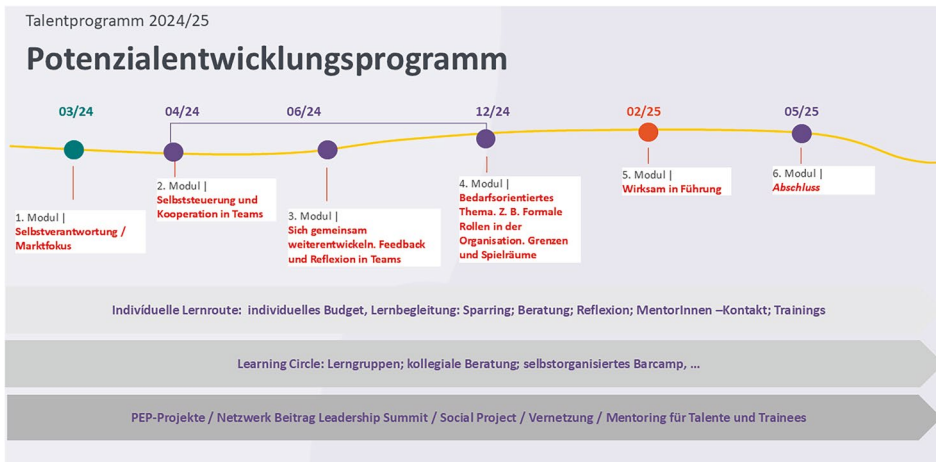 Talentprogramm 2024/25
Potenzialentwicklungsprogramm
03/24
04/24
06/24
12/24
02/25
05/25
1. Modul |
Selbstverantwortung /
Marktfokus
2. Modul |
Selbststeuerung und
Kooperation in Teams
3. Modul |
Sich gemeinsam
weiterentwickeln. Feedback
und Reflexion in Teams
4. Modul |
Bedarfsorientiertes
Thema. Z. B. Formale
Rollen in der
Organisation. Grenzen
und Spielräume
5. Modul |
Wirksam in Führung
6. Modul |
Abschluss
Indivíduelle Lernroute: individuelles Budget, Lernbegleitung: Sparring; Beratung; Reflexion; MentorInnen –Kontakt; Trainings
Learning Circle: Lerngruppen; kollegiale Beratung; selbstorganisiertes Barcamp, ...
PEP-Projekte / Netzwerk Beitrag Leadership Summit / Social Project / Vernetzung / Mentoring für Talente und Trainees